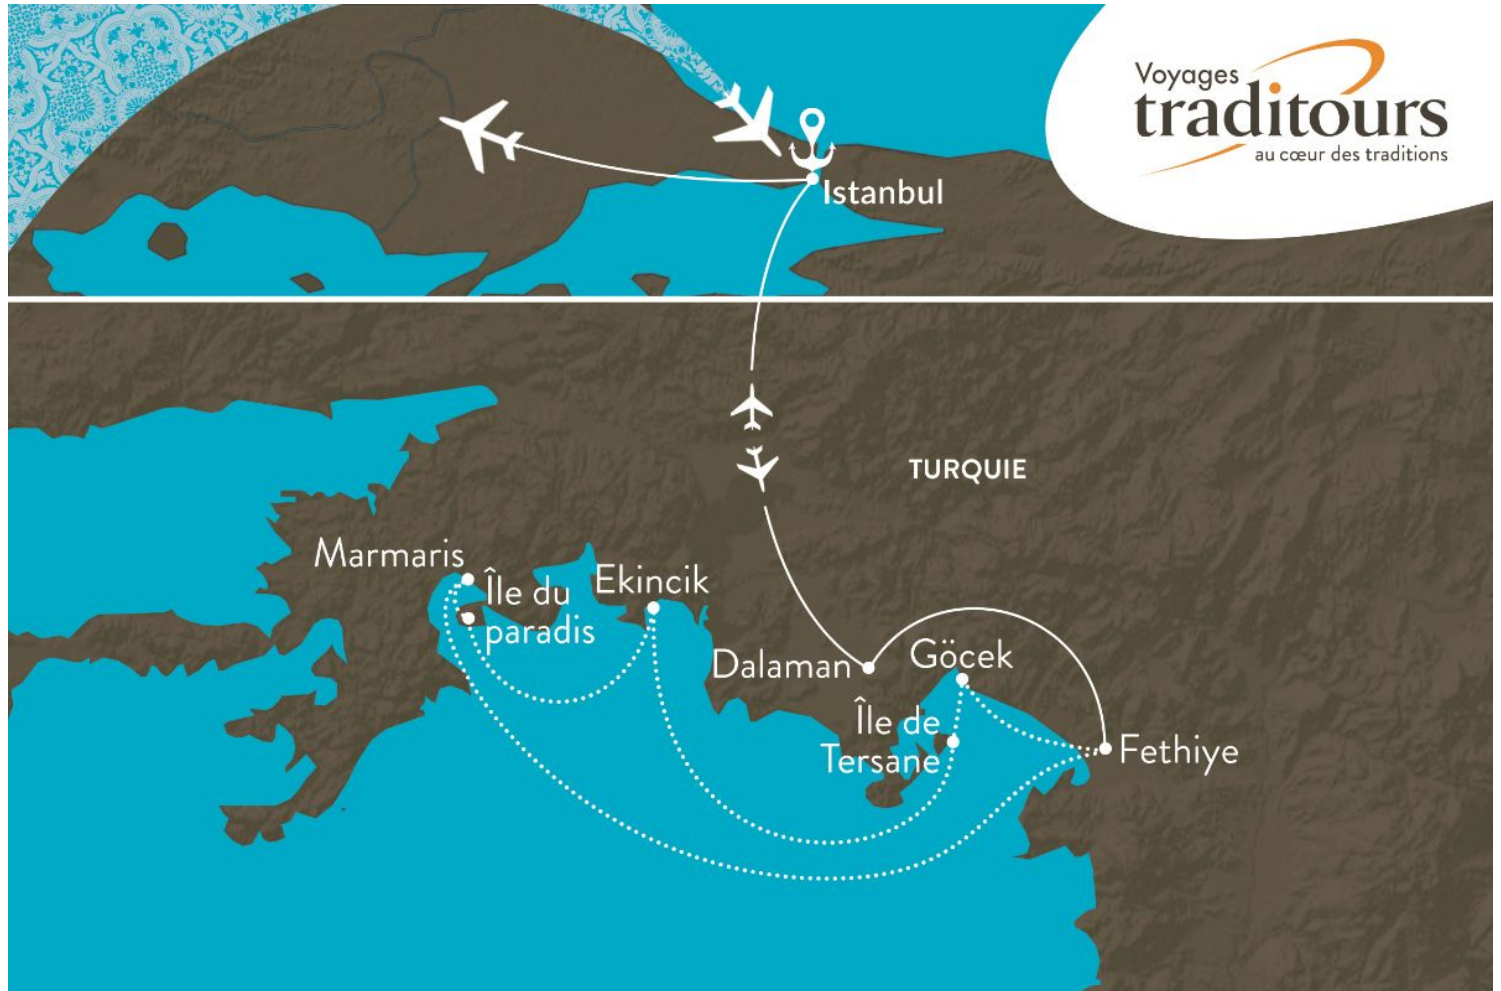 Voyages
traditours
au cœur des traditions
Istanbul
TURQUIE
Marmaris
Île du
paradis
Ekincik
Dalaman
Göcek
Île de
Tersane
Fethiye